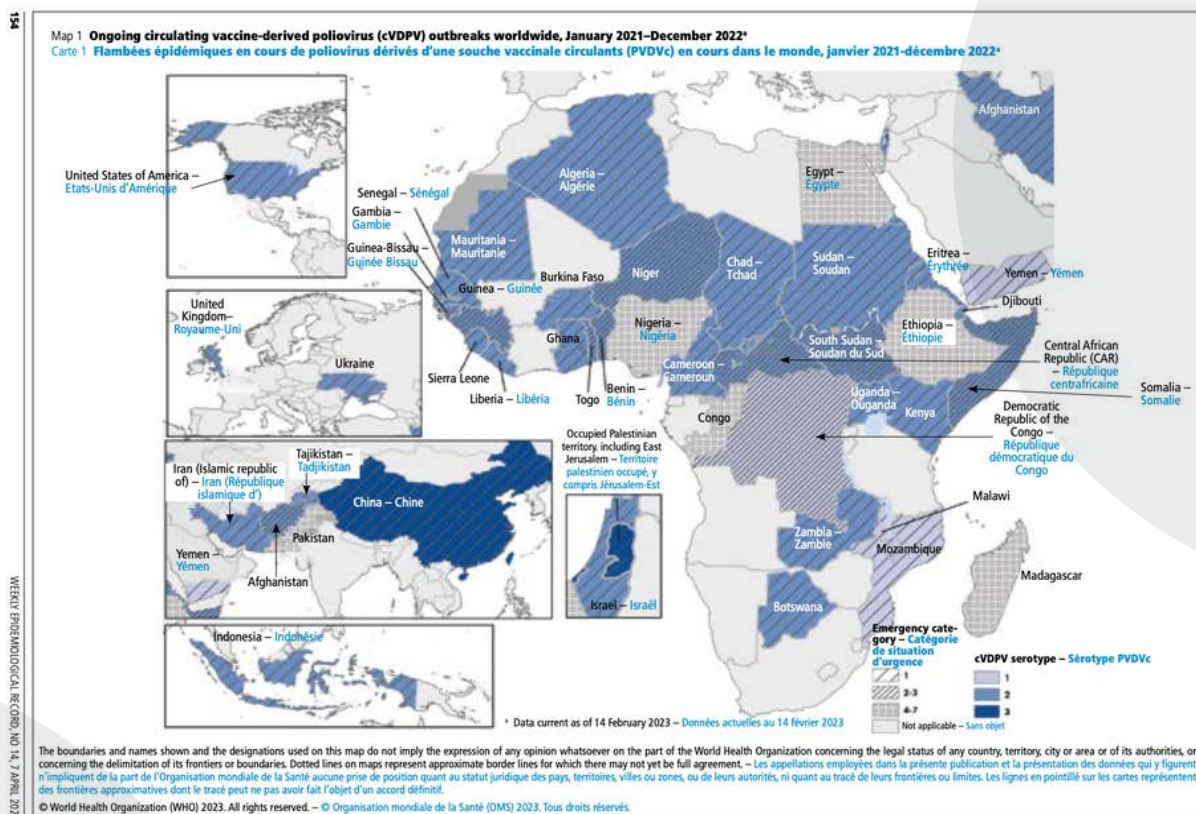 154
Map 1 Ongoing circulating vaccine-derived poliovirus (cVDPV) outbreaks worldwide, January 2021–December 2022ª
Carte 1 Flambées épidémiques en cours de poliovirus dérivés d'une souche vaccinale circulants (PVDVc) en cours dans le monde, janvier 2021-décembre 2022ª
United States of America –
Etats-Unis d'Amérique
Senegal – Sénégal
Gambia –
Gambie
Guinea-Bissau –
Guinée Bissau
Mauritania –
Mauritanie
Guinea – Guinée
Algeria –
Algérie
Burkina Faso
Niger
Chad –
Tchad
Egypt –
Égypte
Sudan –
Soudan
Afghanistan
Eritrea –
Érythrée
Yemen – Yémen
Djibouti
Ethiopia –
Éthiopie
Nigeria –
Nigéria
Ghana
South Sudan –
Soudan du Sud
Cameroon –
Cameroun
Sierra Leone
Liberia – Libéria
Togo
Benin –
Bénin
Congo
Uganda –
Ouganda
Kenya
Central African
Republic (CAR)
– République
centrafricaine
Somalia –
Somalie
Democratic
Republic of the
Congo –
République
démocratique du
Congo
Malawi
Zambia –
Zambie
Mozambique
Madagascar
Botswana
United
Kingdom–
Royaume-Uni
Ukraine
Tajikistan –
Tadjikistan
Iran (Islamic republic
of) – Iran (République
islamique d')
China – Chine
Pakistan
Yemen –
Yémen
Afghanistan
Occupied Palestinian
territory, including East
Jerusalem – Territoire
palestinien occupé, y
compris Jérusalem-Est
Israel – Israël
Indonesia – Indonésie
Emergency cate-
gory – Catégorie
de situation
d'urgence
1
2-3
4-7
Not applicable – Sans objet
cVDPV serotype – Sérotype PVDVc
1
2
3
ª Data current as of 14 February 2023 – Données actuelles au 14 février 2023
The boundaries and names shown and the designations used on this map do not imply the expression of any opinion whatsoever on the part of the World Health Organization concerning the legal status of any country, territory, city or area or of its authorities, or
concerning the delimitation of its frontiers or boundaries. Dotted lines on maps represent approximate border lines for which there may not yet be full agreement. – Les appellations employées dans la présente publication et la présentation des données qui y figurent
n'impliquent de la part de l'Organisation mondiale de la Santé aucune prise de position quant au statut juridique des pays, territoires, villes ou zones, ou de leurs autorités, ni quant au tracé de leurs frontières ou limites. Les lignes en pointillé sur les cartes représentent
des frontières approximatives dont le tracé peut ne pas avoir fait l'objet d'un accord définitif.
© World Health Organization (WHO) 2023. All rights reserved. – © Organisation mondiale de la Santé (OMS) 2023. Tous droits réservés.
WEEKLY EPIDEMIOLOGICAL RECORD, NO 14, 7 APRIL